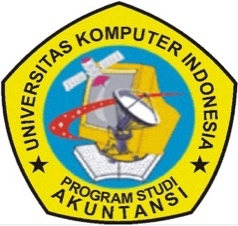 UNIVERSITAS KOMPUTER INDONESIA
PROGRAM STUDI
AKUNTANSI